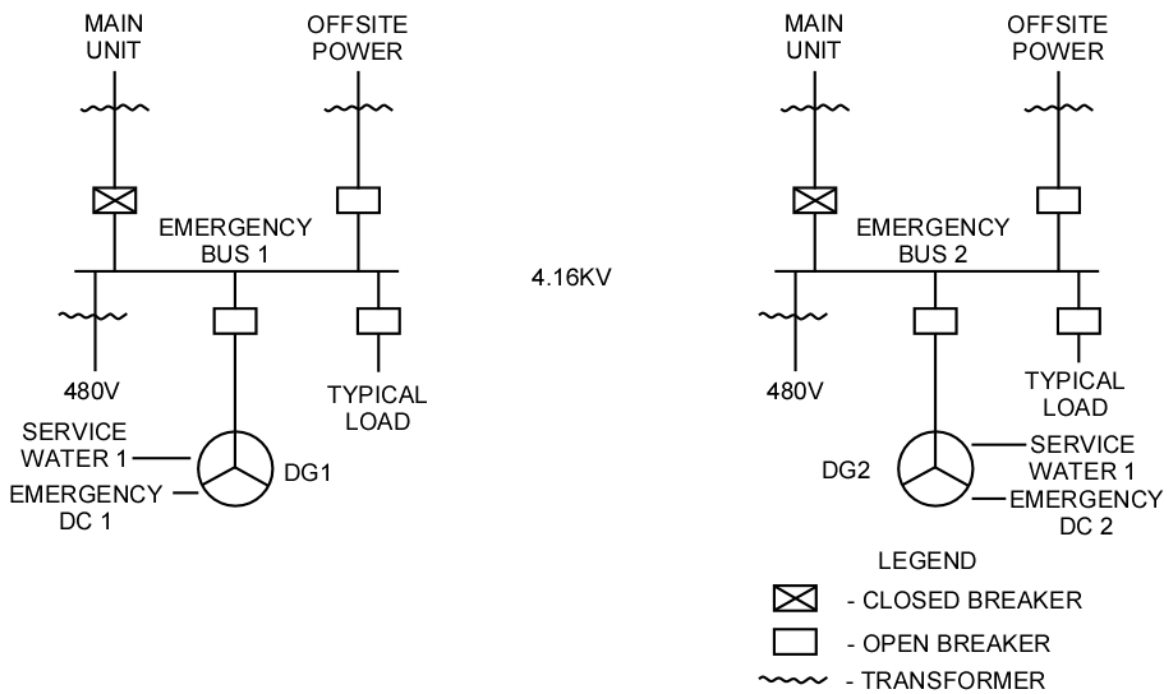 MAIN
UNIT
OFFSITE
POWER
EMERGENCY
BUS 1
480V
TYPICAL
LOAD
SERVICE
WATER 1
EMERGENCY
DC 1
DG1
4.16KV
MAIN
UNIT
OFFSITE
POWER
EMERGENCY
BUS 2
480V
TYPICAL
LOAD
DG2
SERVICE
WATER 1
EMERGENCY
DC 2
LEGEND
- CLOSED BREAKER
- OPEN BREAKER
- TRANSFORMER